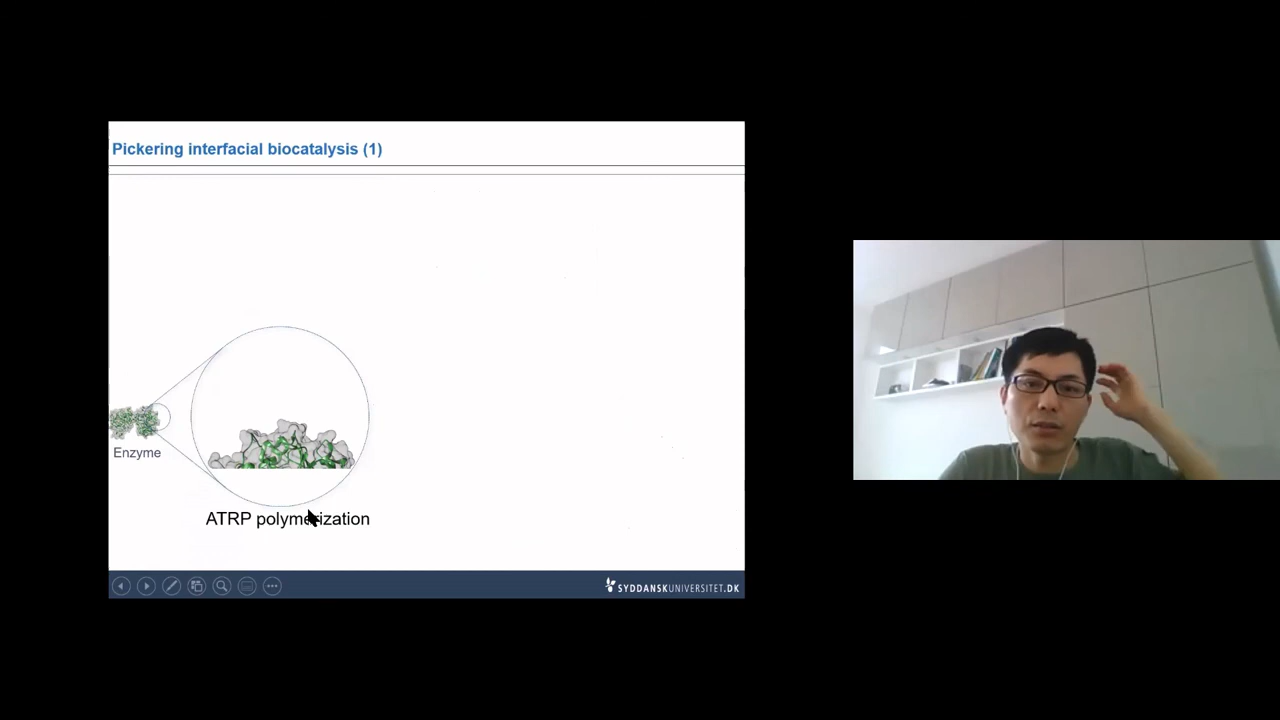 Pickering interfacial biocatalysis (1)
Enzyme
ATRP polymerization
SYDDANSKUNIVERSITET.DK